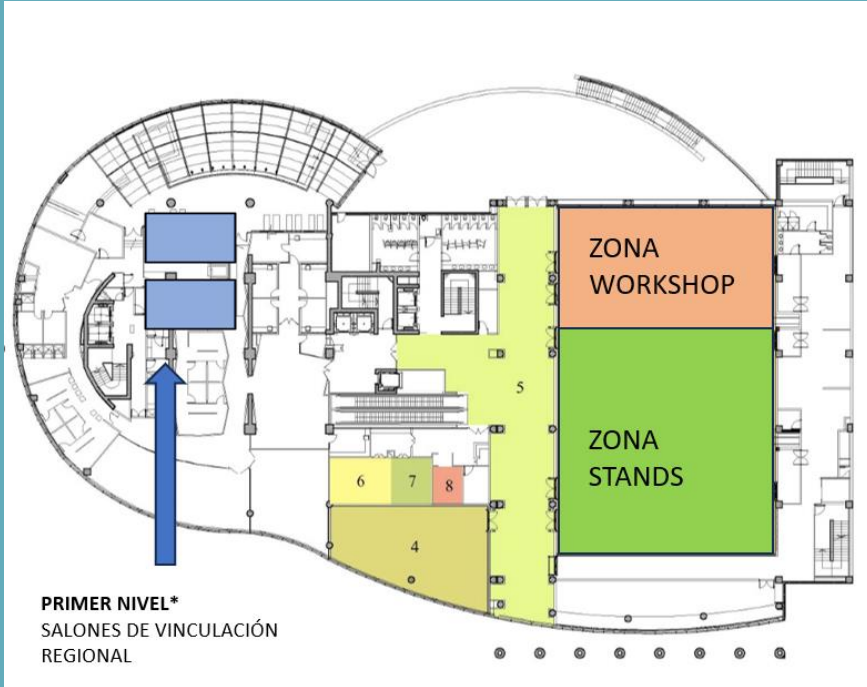 ZONA
WORKSHOP
5
ZONA
STANDS
6
7
8
4
PRIMER NIVEL*
SALONES DE VINCULACIÓN
REGIONAL